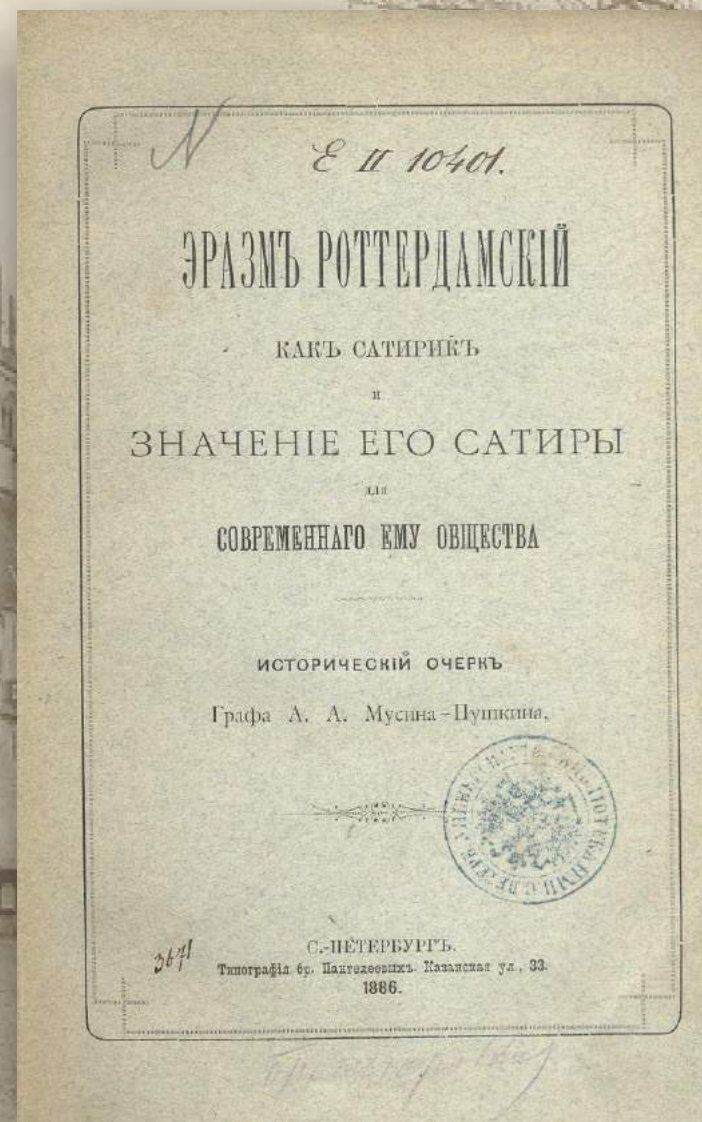 N
E II 10401.
ЭРАЗМЪ РОТТЕРДАМСКІЙ
КАКЪ САТИРИКЪ
И
ЗНАЧЕНІЕ ЕГО САТИРЫ
ДЛЯ
СОВРЕМЕННАГО ЕМУ ОБЩЕСТВА
ИСТОРИЧЕСКІЙ ОЧЕРКЪ
Графа А. А. Мусина-Пушкина.
3671
С.-ПЕТЕРБУРГЪ.
Типографія бр. Пантелеевыхъ. Казанская ул., 33.
1886.